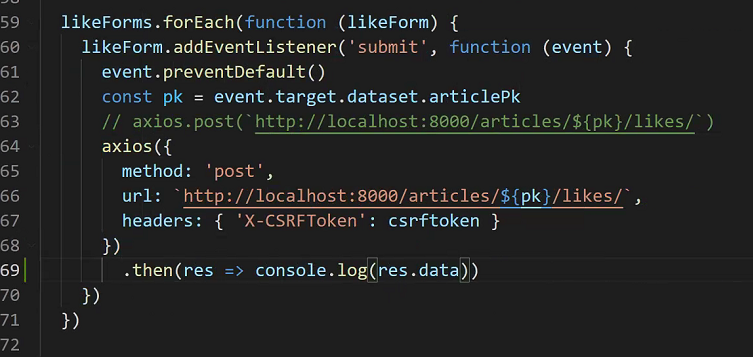 59 likeForms.forEach(function (likeForm) {
60 likeForm.addEventListener('submit', function (event) {
61 event.preventDefault()
62 const pk = event.target.dataset.articlePk
63 // axios.post(`http://localhost:8000/articles/${pk}/likes/`)
64 axios({
65 method: 'post',
66 url: `http://localhost:8000/articles/${pk}/likes/`,
67 headers: { 'X-CSRFToken': csrftoken }
68 })
69 .then(res => console.log(res.data))
70 })
71 })
72